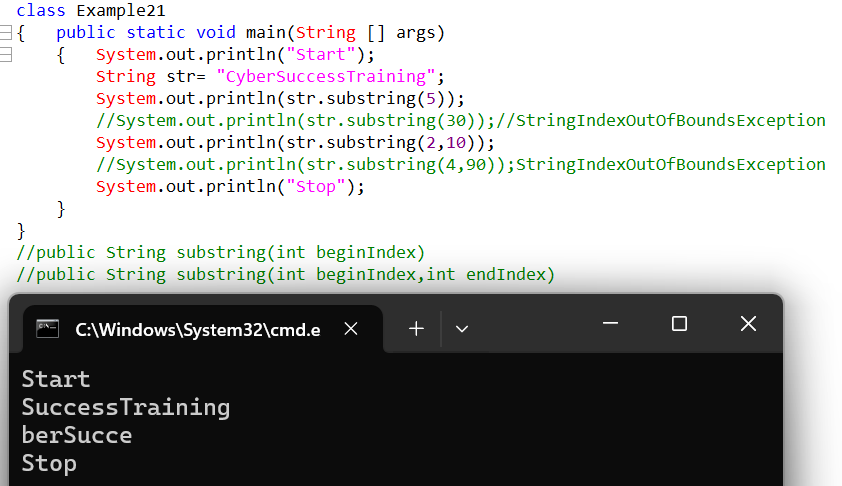 class Example21
{   public static void main(String [] args)
    {   System.out.println("Start");
        String str= "CyberSuccessTraining";
        System.out.println(str.substring(5));
        //System.out.println(str.substring(30));//StringIndexOutOfBoundsException
        System.out.println(str.substring(2,10));
        //System.out.println(str.substring(4,90));StringIndexOutOfBoundsException
        System.out.println("Stop");
    }
}
//public String substring(int beginIndex)
//public String substring(int beginIndex,int endIndex)
C:\Windows\System32\cmd.e
Start
SuccessTraining
berSucce
Stop